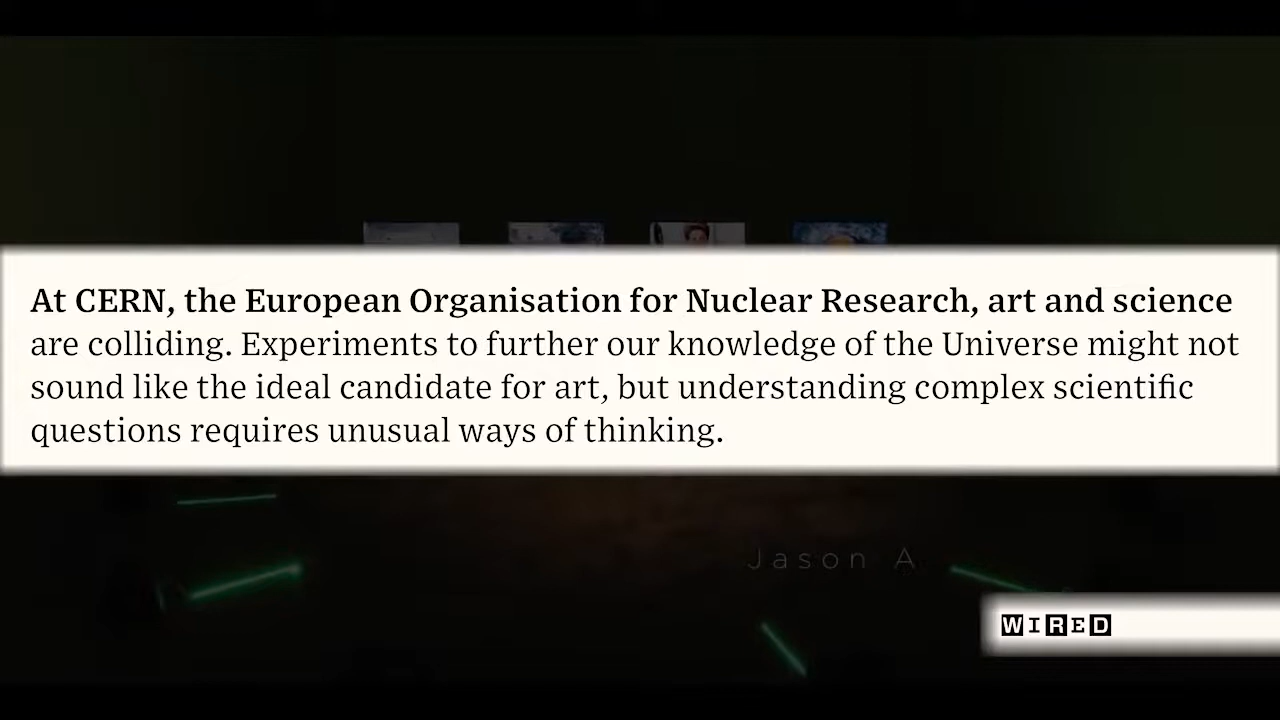 At CERN, the European Organisation for Nuclear Research, art and science
are colliding. Experiments to further our knowledge of the Universe might not
sound like the ideal candidate for art, but understanding complex scientific
questions requires unusual ways of thinking.
Jason A
WIRED